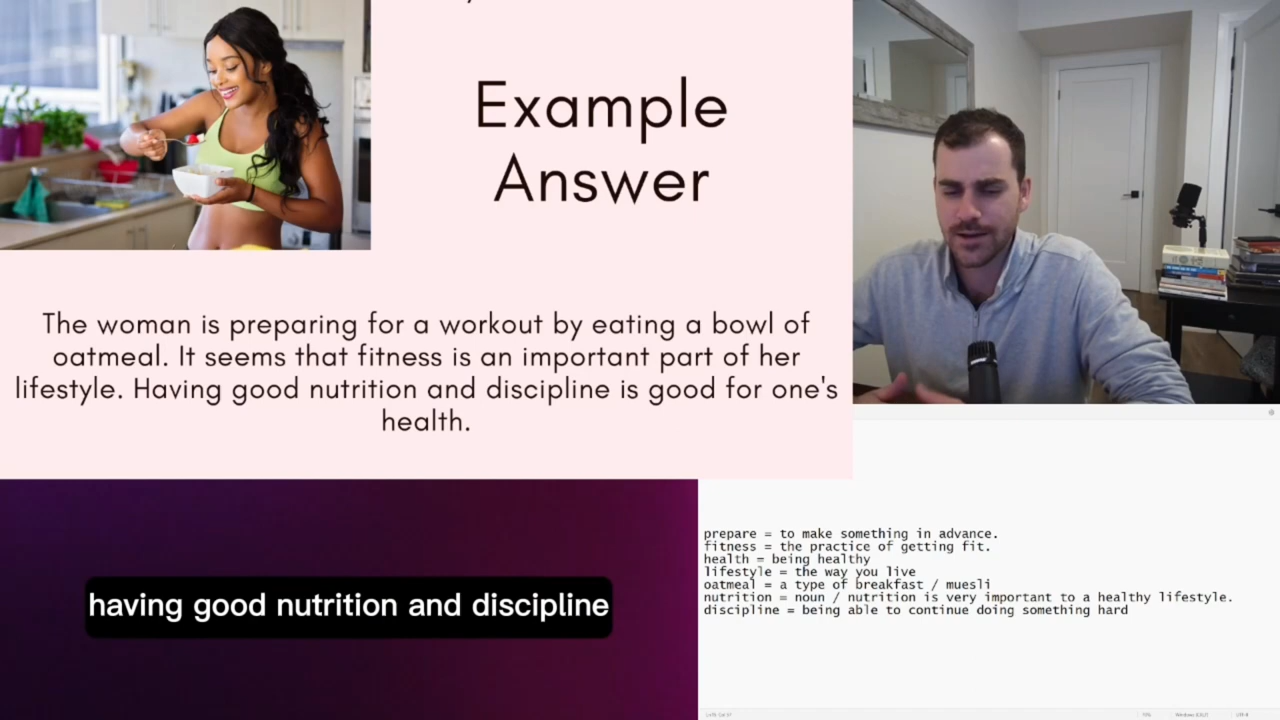 Example
Answer
The woman is preparing for a workout by eating a bowl of
oatmeal. It seems that fitness is an important part of her
lifestyle. Having good nutrition and discipline is good for one's
health.
having good nutrition and discipline
prepare = to make something in advance.
fitness = the practice of getting fit.
health = being healthy
lifestyle = the way you live
oatmeal = a type of breakfast / muesli
nutrition = noun / nutrition is very important to a healthy lifestyle.
discipline = being able to continue doing something hard